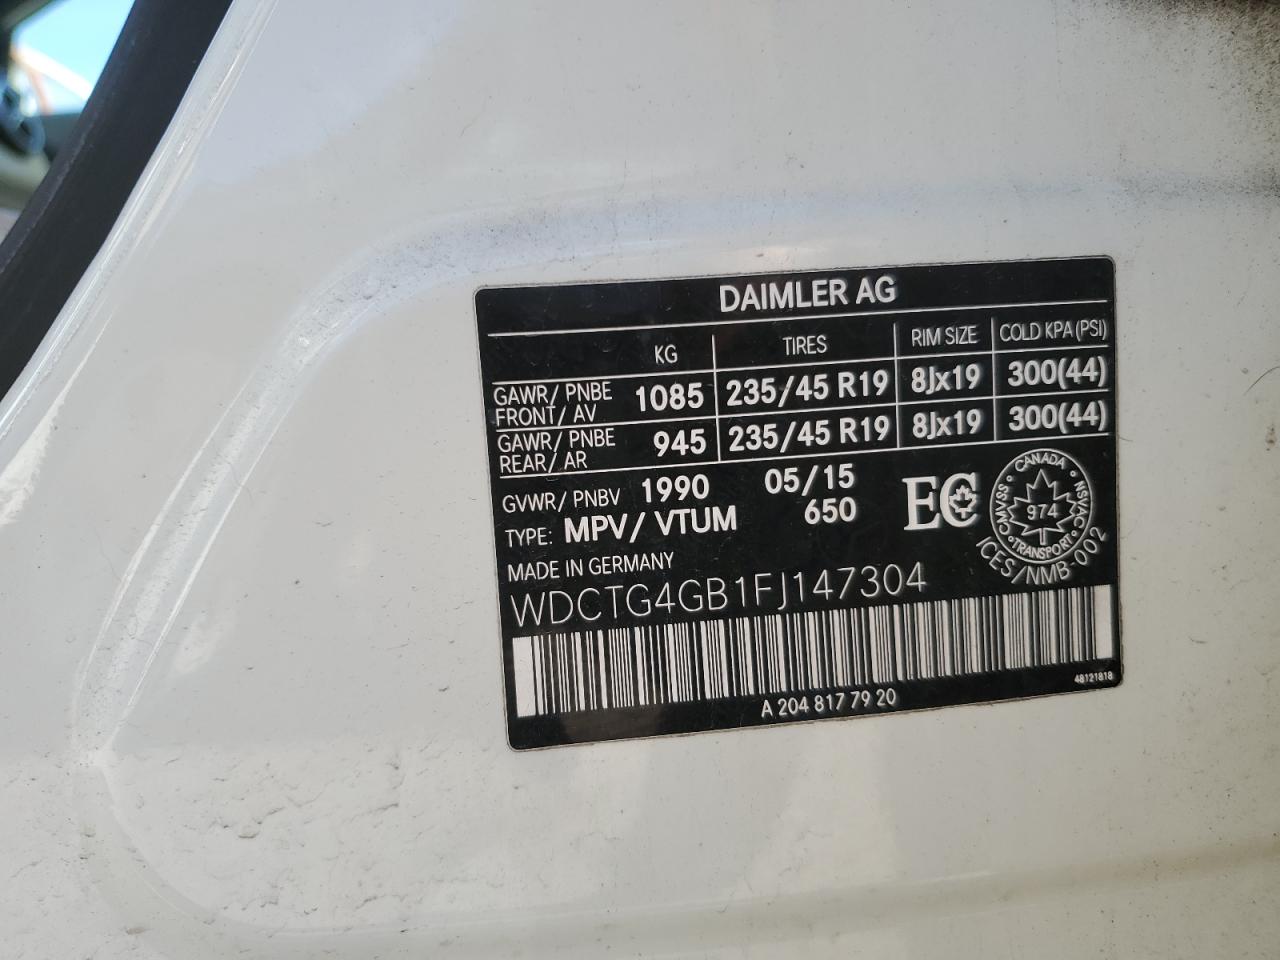 DAIMLER AG
KG TIRES RIM SIZE COLD KPA (PSI)
GAWR/ PNBE FRONT/ AV 1085 235/45 R19 8Jx19 300(44)
GAWR/ PNBE REAR/ AR 945 235/45 R19 8Jx19 300(44)
GVWR/ PNBV 1990 05/15
TYPE: MPV/ VTUM 650
EC
CANADA
CMVSS NSVAC
974
TRANSPORT
ICES/NMB-002
MADE IN GERMANY
WDCTG4GB1FJ147304
48121818
A 204 817 79 20